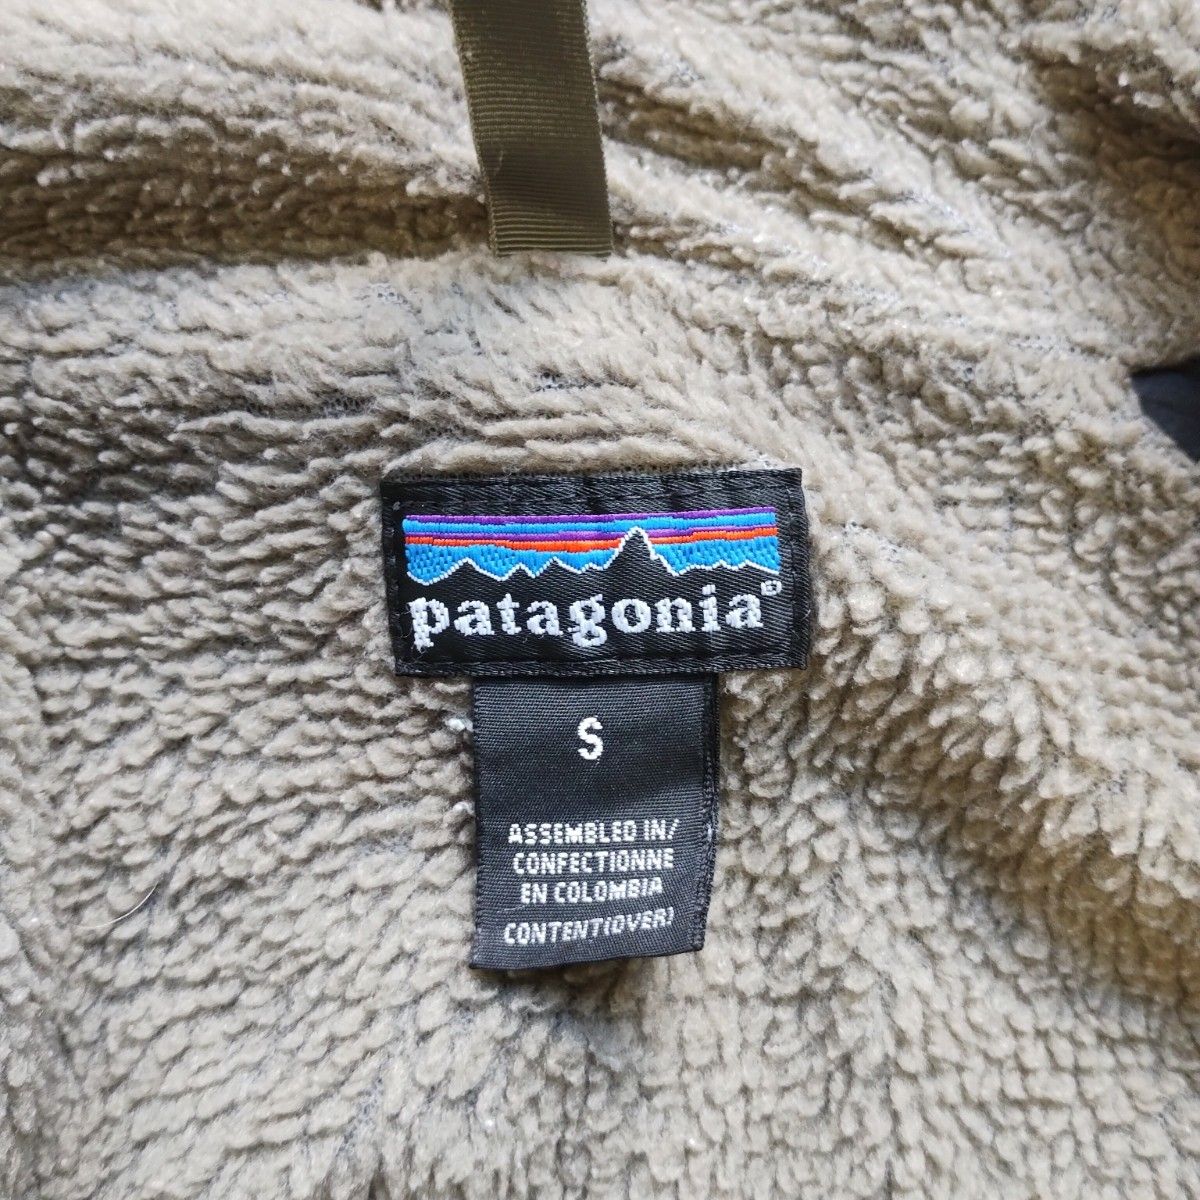 patagonia®
S
ASSEMBLED IN/
CONFECTIONNE
EN COLOMBIA
CONTENT(OVER)